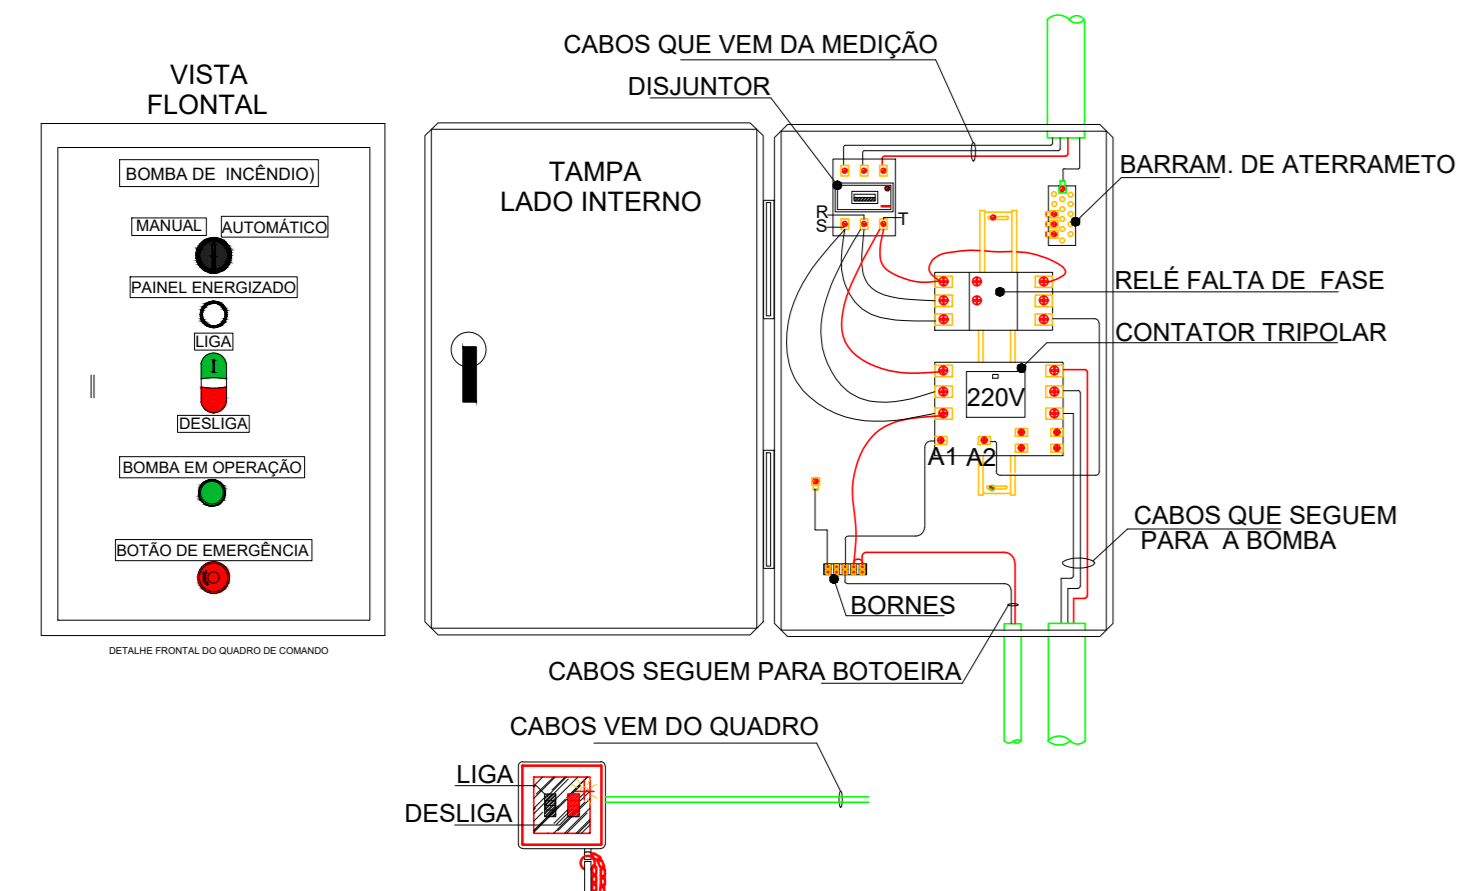 VISTA
FLONTAL
BOMBA DE INCÊNDIO)
MANUAL
AUTOMÁTICO
PAINEL ENERGIZADO
LIGA
I
DESLIGA
BOMBA EM OPERAÇÃO
BOTÃO DE EMERGÊNCIA
DETALHE FRONTAL DO QUADRO DE COMANDO
TAMPA
LADO INTERNO
CABOS QUE VEM DA MEDIÇÃO
DISJUNTOR
R
S
T
BARRAM. DE ATERRAMETO
RELÉ FALTA DE FASE
CONTATOR TRIPOLAR
220V
A1 A2
CABOS QUE SEGUEM
PARA A BOMBA
BORNES
CABOS SEGUEM PARA BOTOEIRA
CABOS VEM DO QUADRO
LIGA
DESLIGA